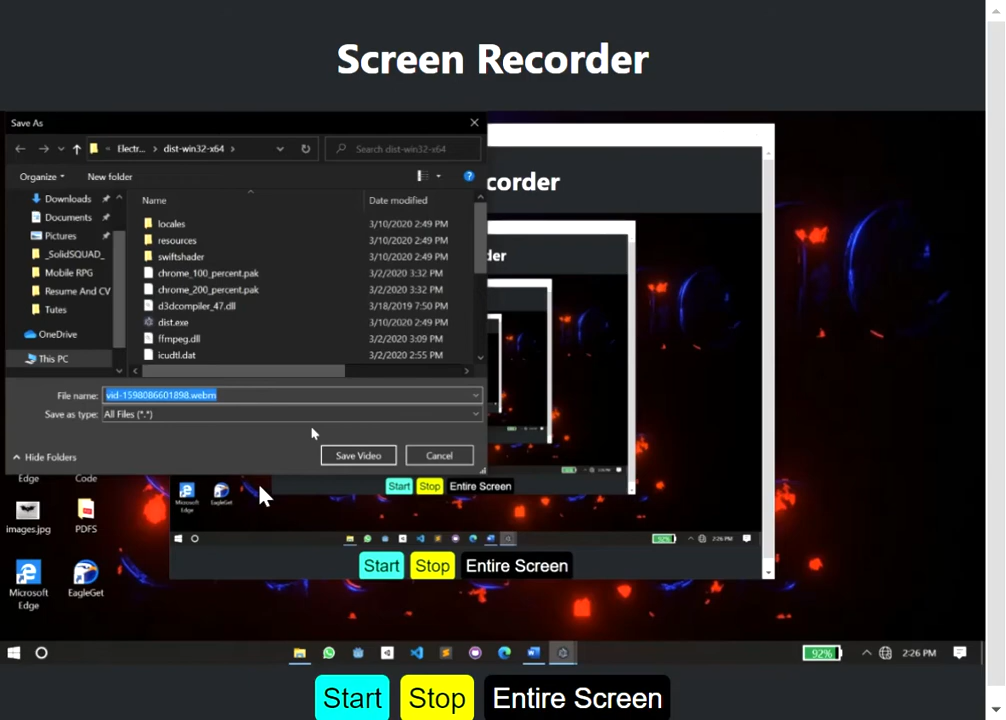 Screen Recorder
Save As
Electr... > dist-win32-x64 >
Search dist-win32-x64
Organize
New folder
Name
Date modified
Downloads
Documents
Pictures
_SolidSQUAD_
Mobile RPG
Resume And CV
Tutes
OneDrive
This PC
locales 3/10/2020 2:49 PM
resources 3/10/2020 2:49 PM
swiftshader 3/10/2020 2:49 PM
chrome_100_percent.pak 3/2/2020 3:32 PM
chrome_200_percent.pak 3/2/2020 3:32 PM
d3dcompiler_47.dll 3/18/2019 7:50 PM
dist.exe 3/10/2020 2:49 PM
ffmpeg.dll 3/2/2020 3:09 PM
icudtl.dat 3/2/2020 2:55 PM
File name: vid-1598086601898.webm
Save as type: All Files (*.*)
Hide Folders
Save Video
Cancel
corder
der
Edge
Code
images.jpg
PDFS
Microsoft Edge
EagleGet
Start Stop Entire Screen
Microsoft
Edge
EagleGet
92%
2:26 PM
Start Stop Entire Screen
92%
2:26 PM
Start Stop Entire Screen